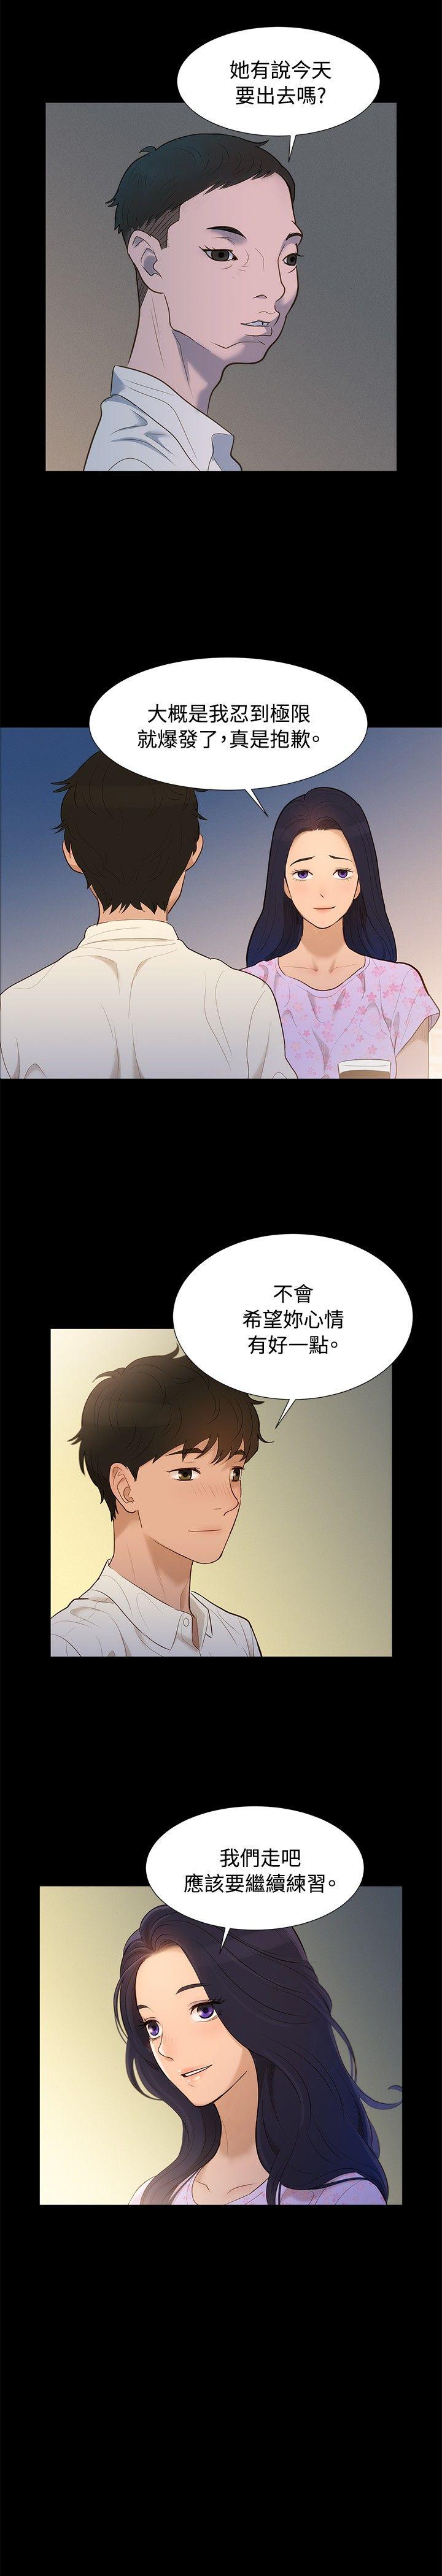 她有說今天
要出去嗎?
大概是我忍到極限
就爆發了,真是抱歉。
不會
希望妳心情
有好一點。
我們走吧
應該要繼續練習。